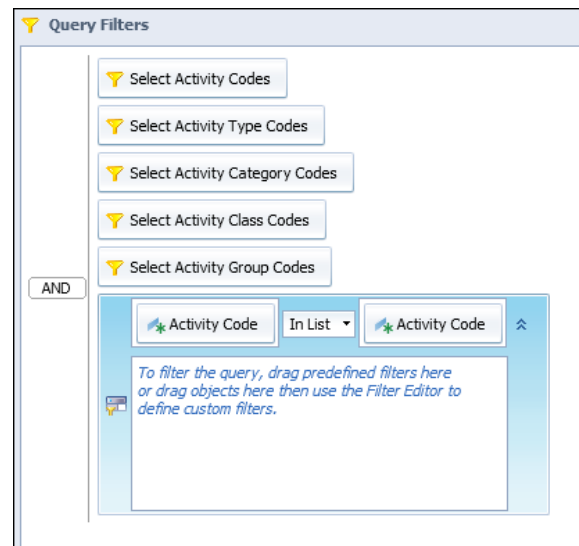 Query Filters
Select Activity Codes
Select Activity Type Codes
Select Activity Category Codes
Select Activity Class Codes
Select Activity Group Codes
AND
Activity Code In List Activity Code
To filter the query, drag predefined filters here
or drag objects here then use the Filter Editor to
define custom filters.